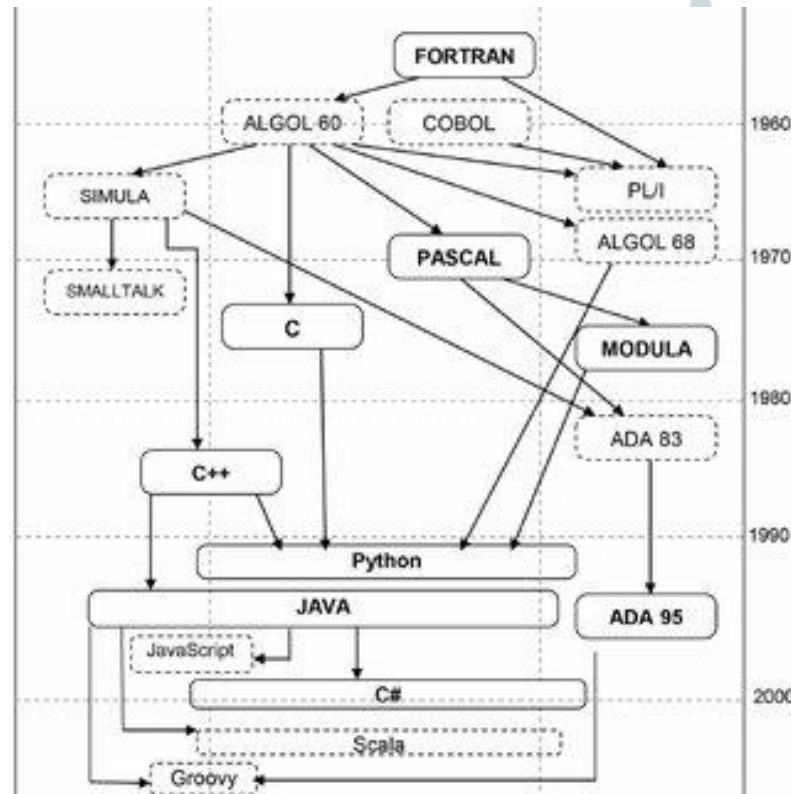 FORTRAN
ALGOL 60
COBOL
1960
SIMULA
PL/I
ALGOL 68
PASCAL
1970
SMALLTALK
C
MODULA
1980
ADA 83
C++
1990
Python
JAVA
ADA 95
JavaScript
C#
2000
Scala
Groovy